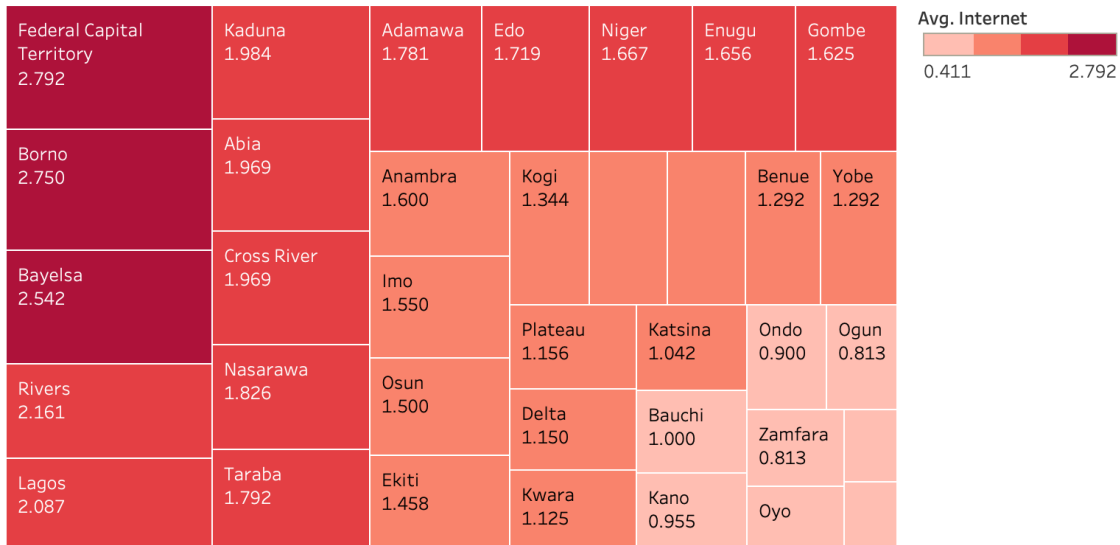 Federal Capital
Territory
2.792
Borno
2.750
Bayelsa
2.542
Rivers
2.161
Lagos
2.087
Kaduna
1.984
Abia
1.969
Cross River
1.969
Nasarawa
1.826
Taraba
1.792
Adamawa
1.781
Edo
1.719
Niger
1.667
Enugu
1.656
Gombe
1.625
Anambra
1.600
Imo
1.550
Osun
1.500
Ekiti
1.458
Kogi
1.344
Benue
1.292
Yobe
1.292
Plateau
1.156
Delta
1.150
Kwara
1.125
Katsina
1.042
Bauchi
1.000
Kano
0.955
Ondo
0.900
Ogun
0.813
Zamfara
0.813
Oyo
Avg. Internet
0.411
2.792